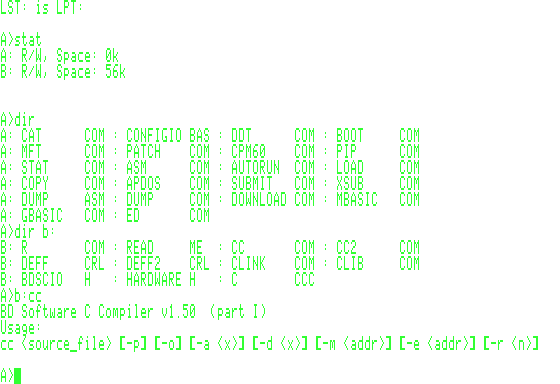 LST: is LPT:
A>stat
A: R/W, Space: 0k
B: R/W, Space: 56k
A>dir
A: CAT      COM : CONFIGIO BAS : DOT      COM : BOOT     COM
A: MFT      COM : PATCH    COM : CPM60    COM : PIP      COM
A: STAT     COM : ASM      COM : AUTORUN  COM : LOAD     COM
A: COPY     COM : APDOS    COM : SUBMIT   COM : XSUB     COM
A: DUMP     ASM : DUMP     COM : DOWNLOAD COM : MBASIC   COM
A: GBASIC   COM : ED       COM
A>dir b:
B: R        COM : READ     ME  : CC       COM : CC2      COM
B: DEFF     CRL : DEFF2    CRL : CLINK    COM : CLIB     COM
B: BDSCIO   H   : HARDWARE H   : C        CCC
A>b:cc
BD Software C Compiler v1.50  (part I)
Usage:
cc <source_file> [-p] [-o] [-a <x>] [-d <x>] [-m <addr>] [-e <addr>] [-r <n>]
A>